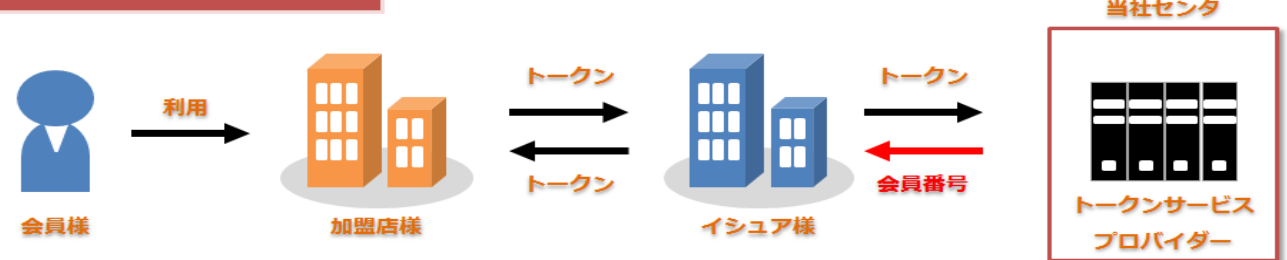 当社センタ
トークン
トークン
利用
トークン
会員番号
会員様
加盟店様
イシュア様
トークンサービス
プロバイダー